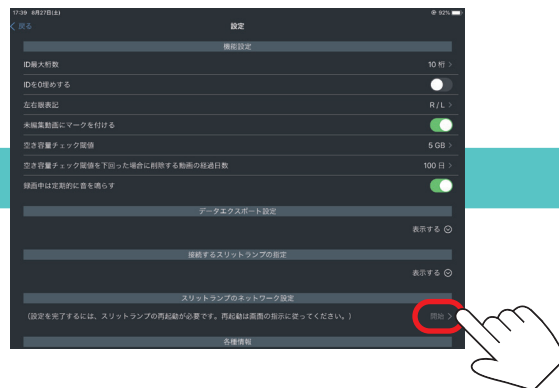 17:39 8月27日(土)
92%
戻る
設定
機能設定
ID最大桁数 10 桁
IDを0埋めする
左右眼表記 R / L
未編集動画にマークを付ける
空き容量チェック閾値 5 GB
空き容量チェック閾値を下回った場合に削除する動画の経過日数 100 日
録画中は定期的に音を鳴らす
データエクスポート設定
表示する
接続するスリットランプの指定
表示する
スリットランプのネットワーク設定
(設定を完了するには、スリットランプの再起動が必要です。再起動は画面の指示に従ってください。) 開始
各種情報